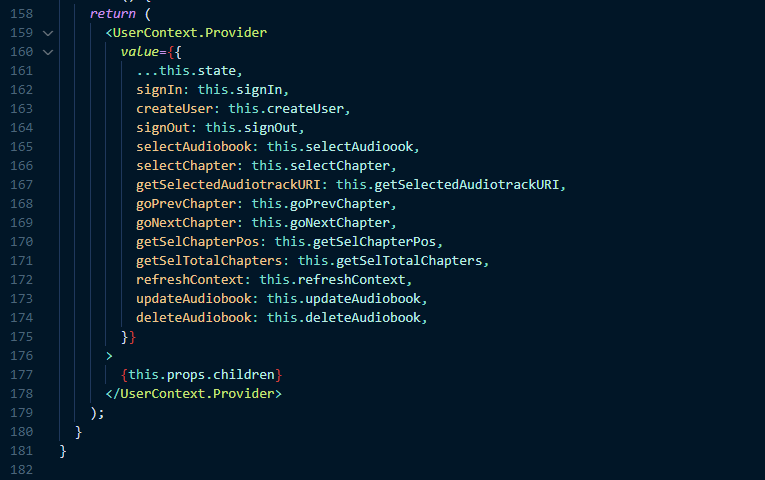 158 return (
159 <UserContext.Provider
160 value={{
161 ...this.state,
162 signIn: this.signIn,
163 createUser: this.createUser,
164 signOut: this.signOut,
165 selectAudiobook: this.selectAudioook,
166 selectChapter: this.selectChapter,
167 getSelectedAudiotrackURI: this.getSelectedAudiotrackURI,
168 goPrevChapter: this.goPrevChapter,
169 goNextChapter: this.goNextChapter,
170 getSelChapterPos: this.getSelChapterPos,
171 getSelTotalChapters: this.getSelTotalChapters,
172 refreshContext: this.refreshContext,
173 updateAudiobook: this.updateAudiobook,
174 deleteAudiobook: this.deleteAudiobook,
175 }}
176 >
177 {this.props.children}
178 </UserContext.Provider>
179 );
180 }
181 }
182